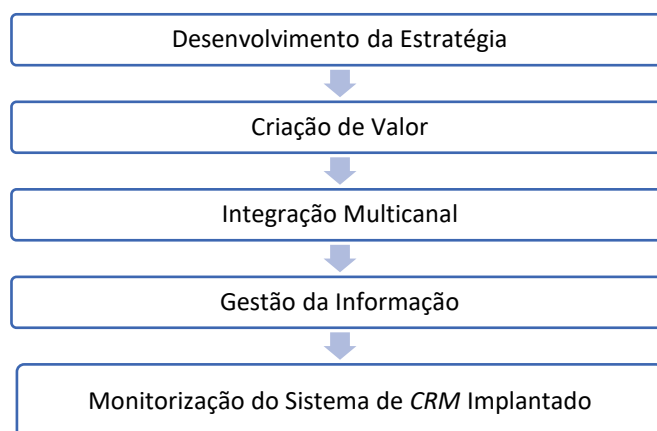 Desenvolvimento da Estratégia
Criação de Valor
Integração Multicanal
Gestão da Informação
Monitorização do Sistema de CRM Implantado